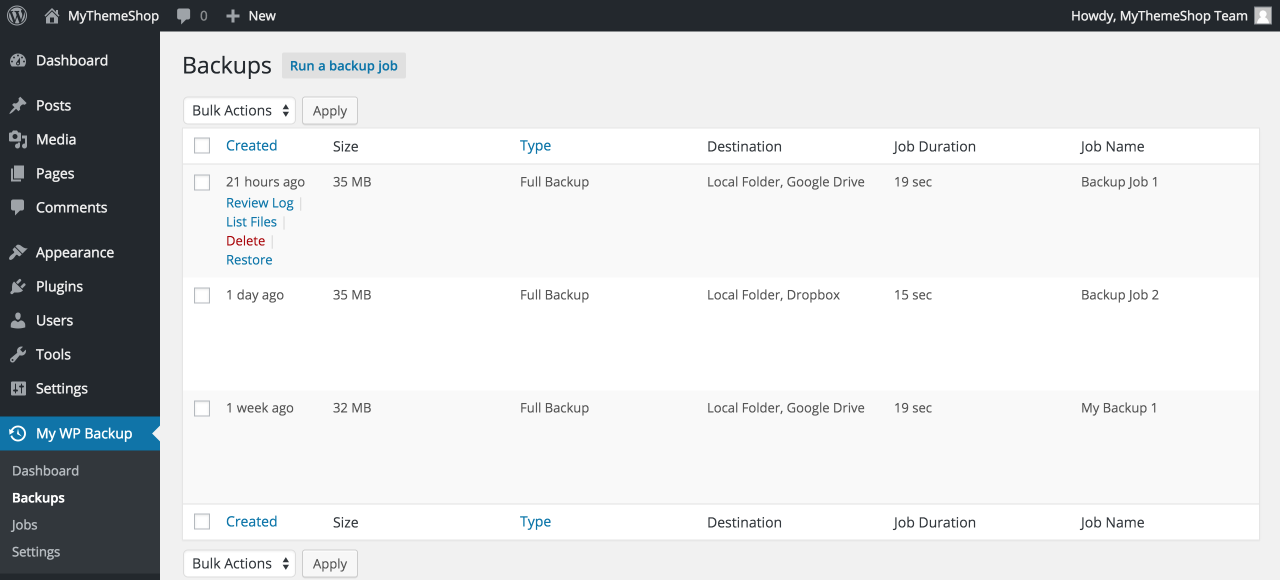 MyThemeShop 0 New Howdy, MyThemeShop Team
Dashboard
Posts
Media
Pages
Comments
Appearance
Plugins
Users
Tools
Settings
My WP Backup
Dashboard
Backups
Jobs
Settings
Backups Run a backup job
Bulk Actions Apply
Created Size Type Destination Job Duration Job Name
21 hours ago 35 MB Full Backup Local Folder, Google Drive 19 sec Backup Job 1
Review Log |
List Files |
Delete |
Restore
1 day ago 35 MB Full Backup Local Folder, Dropbox 15 sec Backup Job 2
1 week ago 32 MB Full Backup Local Folder, Google Drive 19 sec My Backup 1
Created Size Type Destination Job Duration Job Name
Bulk Actions Apply